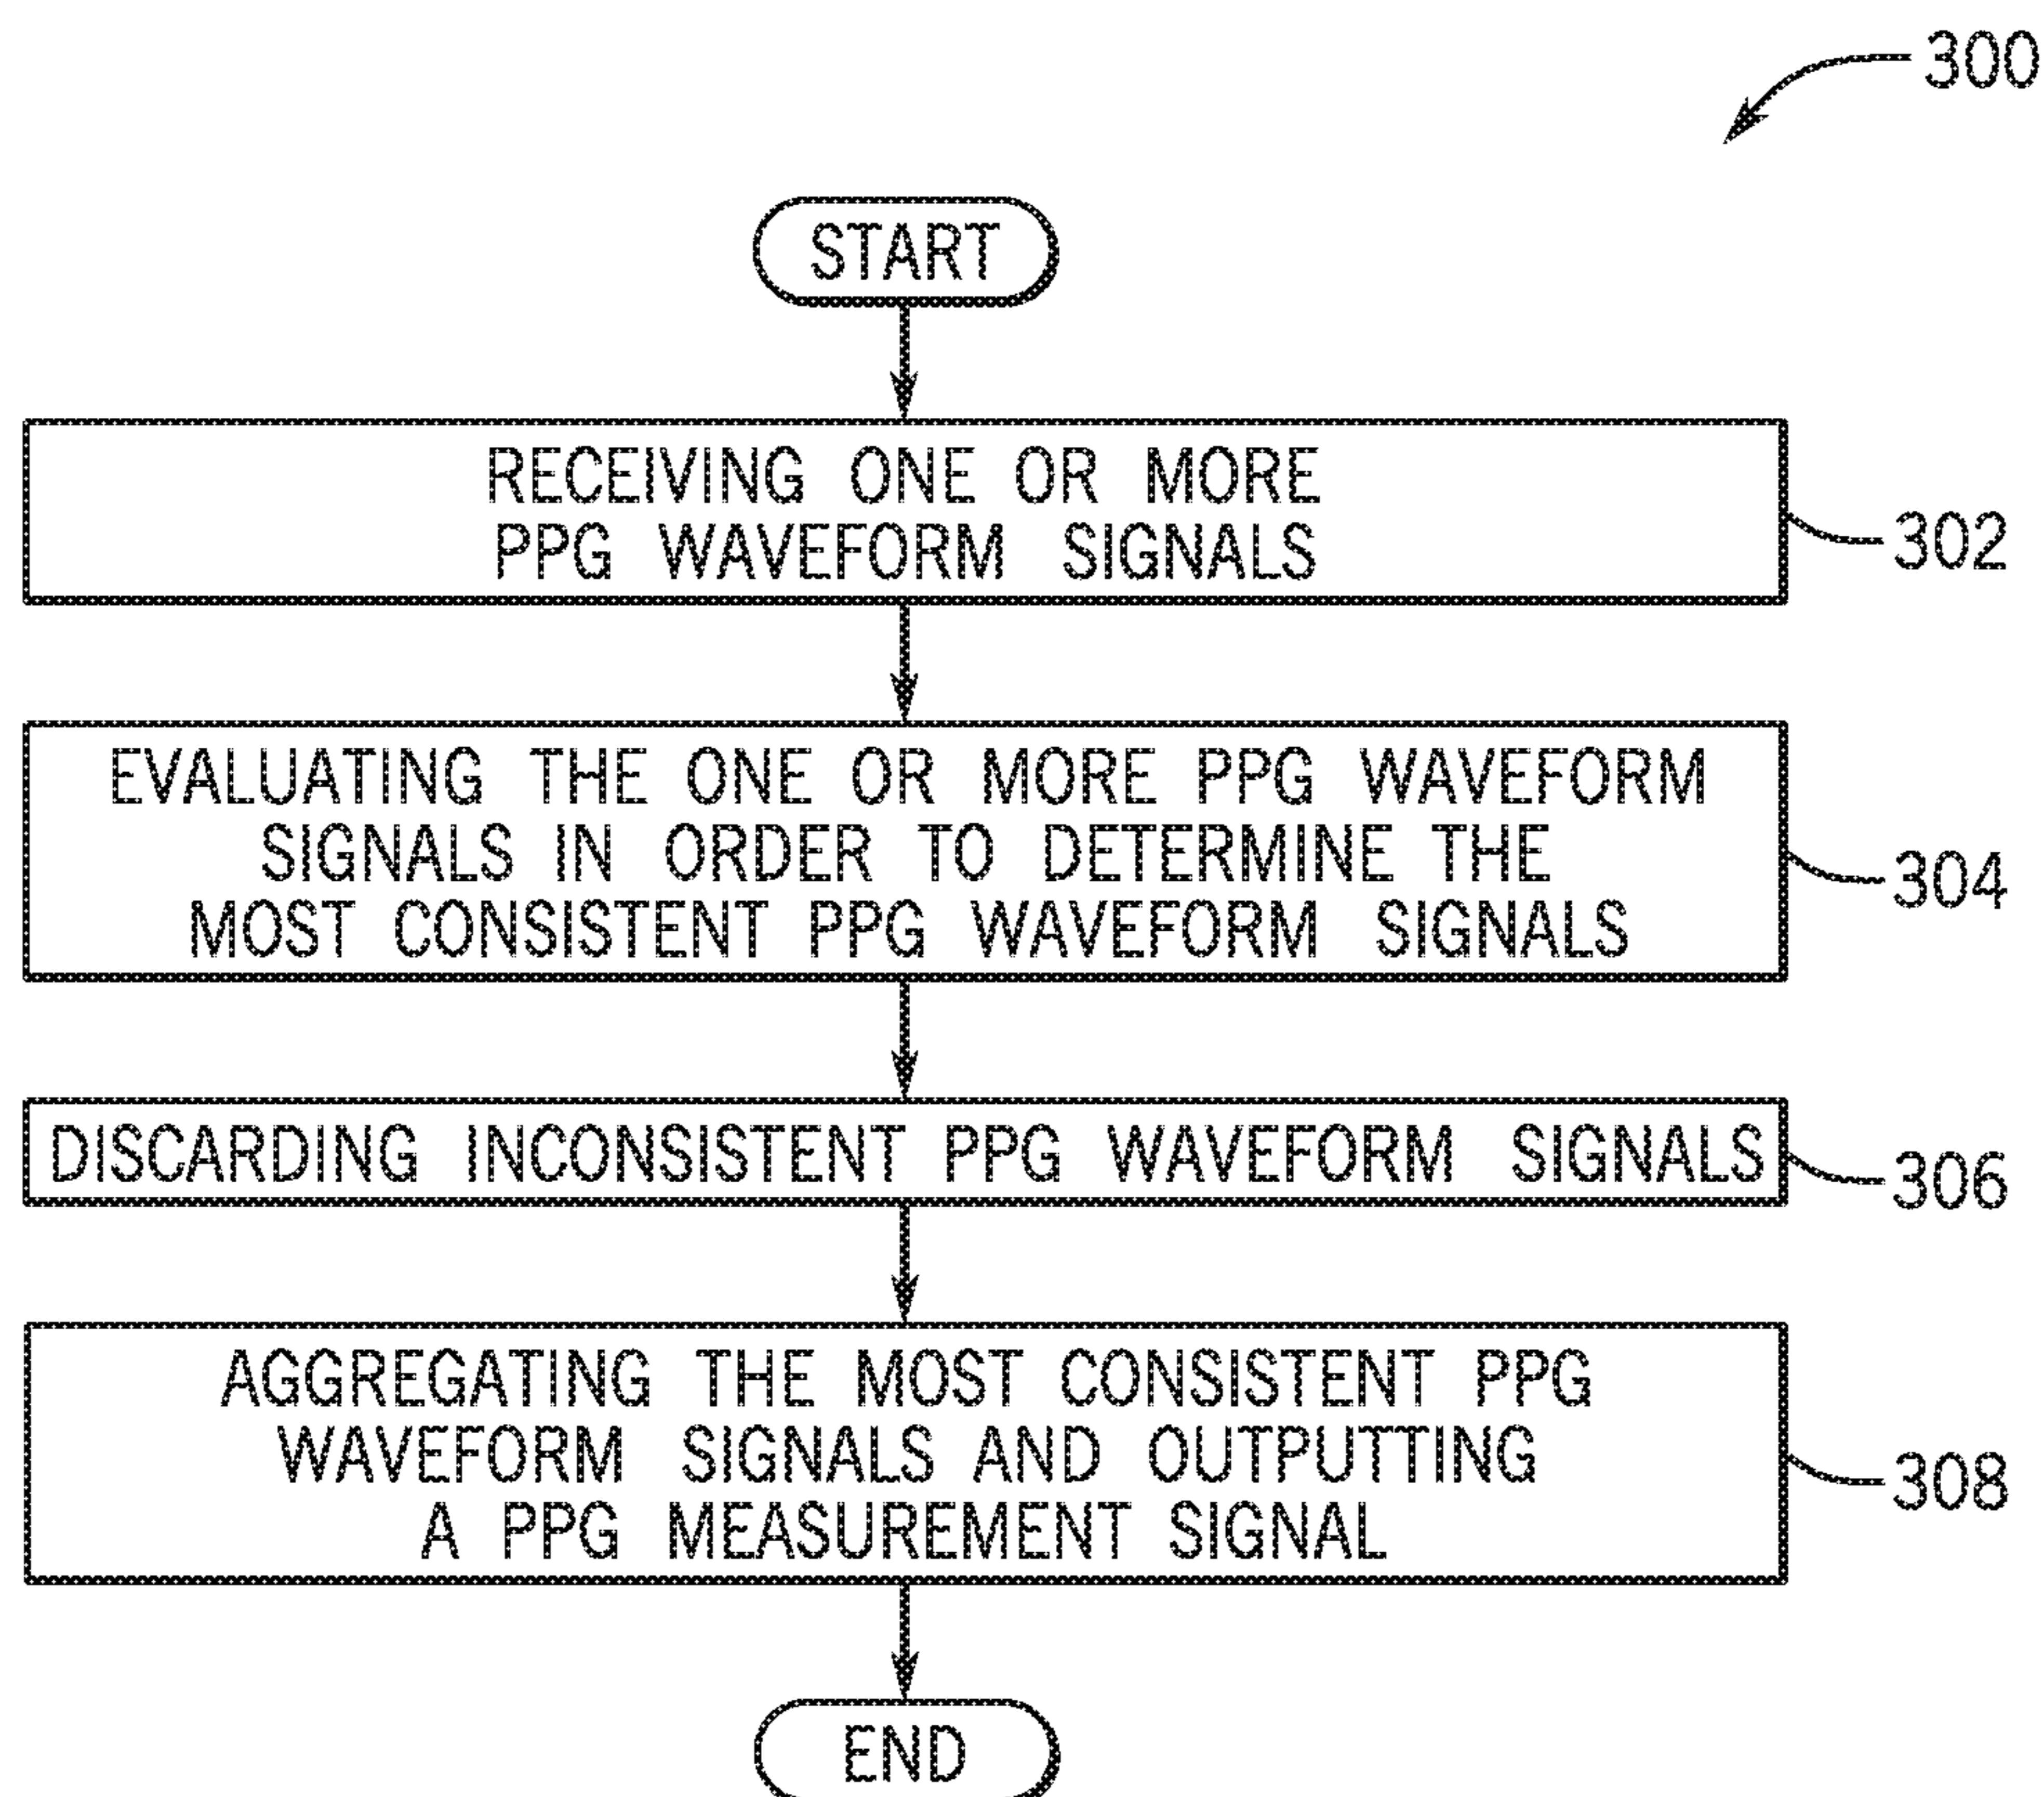 300
START
RECEIVING ONE OR MORE
PPG WAVEFORM SIGNALS
302
EVALUATING THE ONE OR MORE PPG WAVEFORM
SIGNALS IN ORDER TO DETERMINE THE
MOST CONSISTENT PPG WAVEFORM SIGNALS
304
DISCARDING INCONSISTENT PPG WAVEFORM SIGNALS
306
AGGREGATING THE MOST CONSISTENT PPG
WAVEFORM SIGNALS AND OUTPUTTING
A PPG MEASUREMENT SIGNAL
308
END